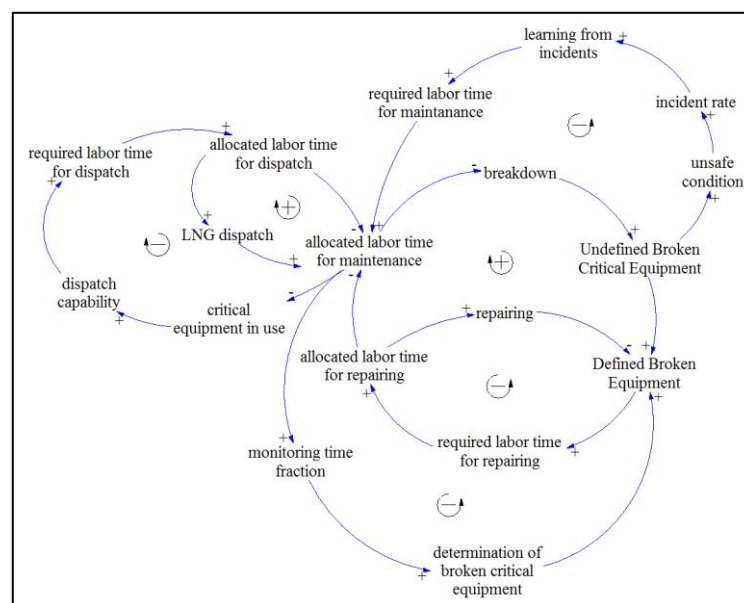 learning from
incidents
required labor time
for maintanance
incident rate
required labor time
for dispatch
allocated labor time
for dispatch
breakdown
unsafe
condition
LNG dispatch
allocated labor time
for maintenance
Undefined Broken
Critical Equipment
dispatch
capability
critical
equipment in use
repairing
allocated labor time
for repairing
Defined Broken
Equipment
monitoring time
fraction
required labor time
for repairing
determination of
broken critical
equipment